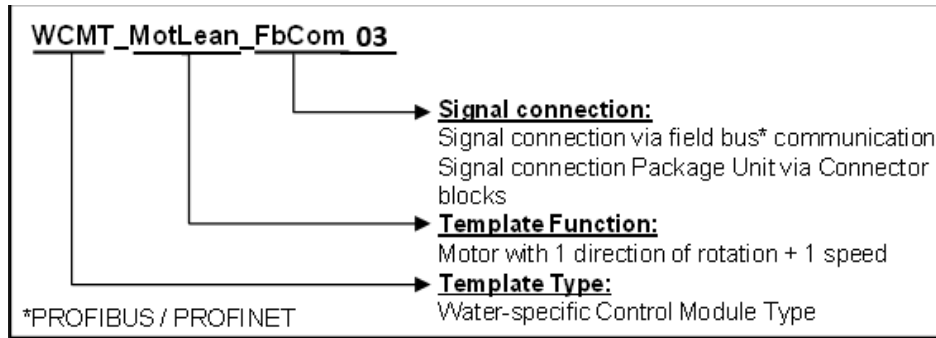 WCMT_MotLean_FbCom_03
Signal connection:
Signal connection via field bus* communication
Signal connection Package Unit via Connector
blocks
Template Function:
Motor with 1 direction of rotation + 1 speed
Template Type:
Water-specific Control Module Type
*PROFIBUS / PROFINET